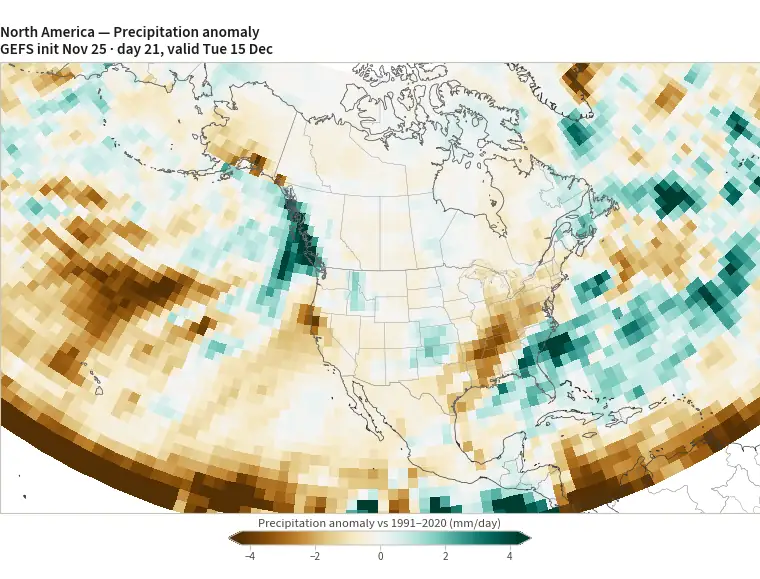 North America — Precipitation anomaly
GEFS init Nov 25 · day 21, valid Tue 15 Dec
Precipitation anomaly vs 1991–2020 (mm/day)
−4 −2 0 2 4